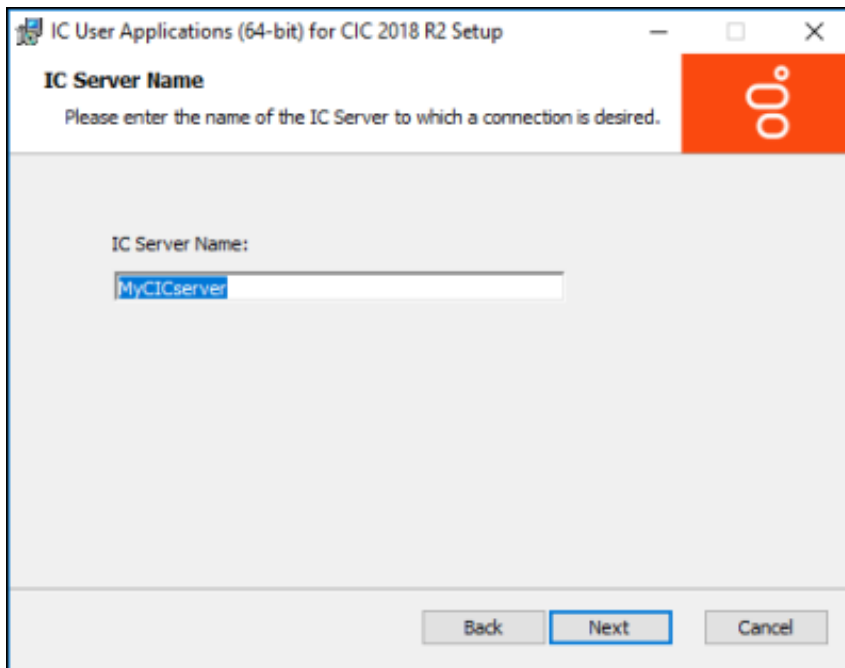 IC User Applications (64-bit) for CIC 2018 R2 Setup
IC Server Name
Please enter the name of the IC Server to which a connection is desired.
IC Server Name:
MyCICserver
Back Next Cancel